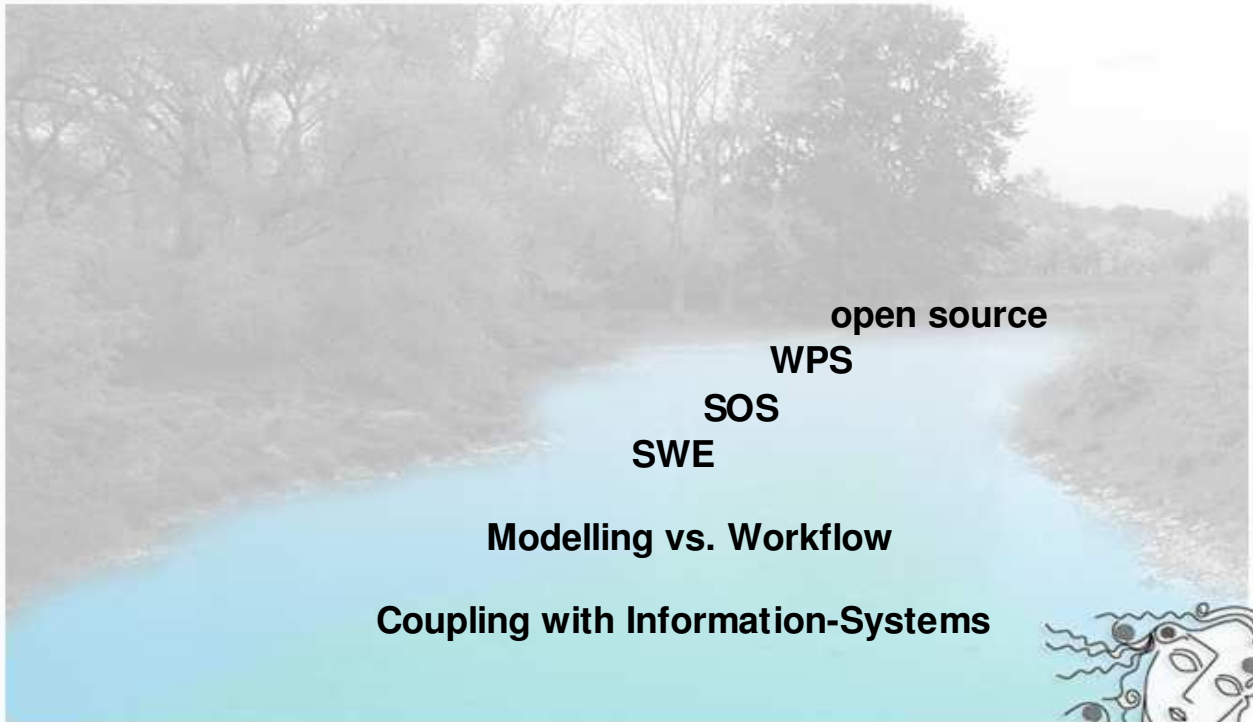 open source
WPS
SOS
SWE
Modelling vs. Workflow
Coupling with Information-Systems